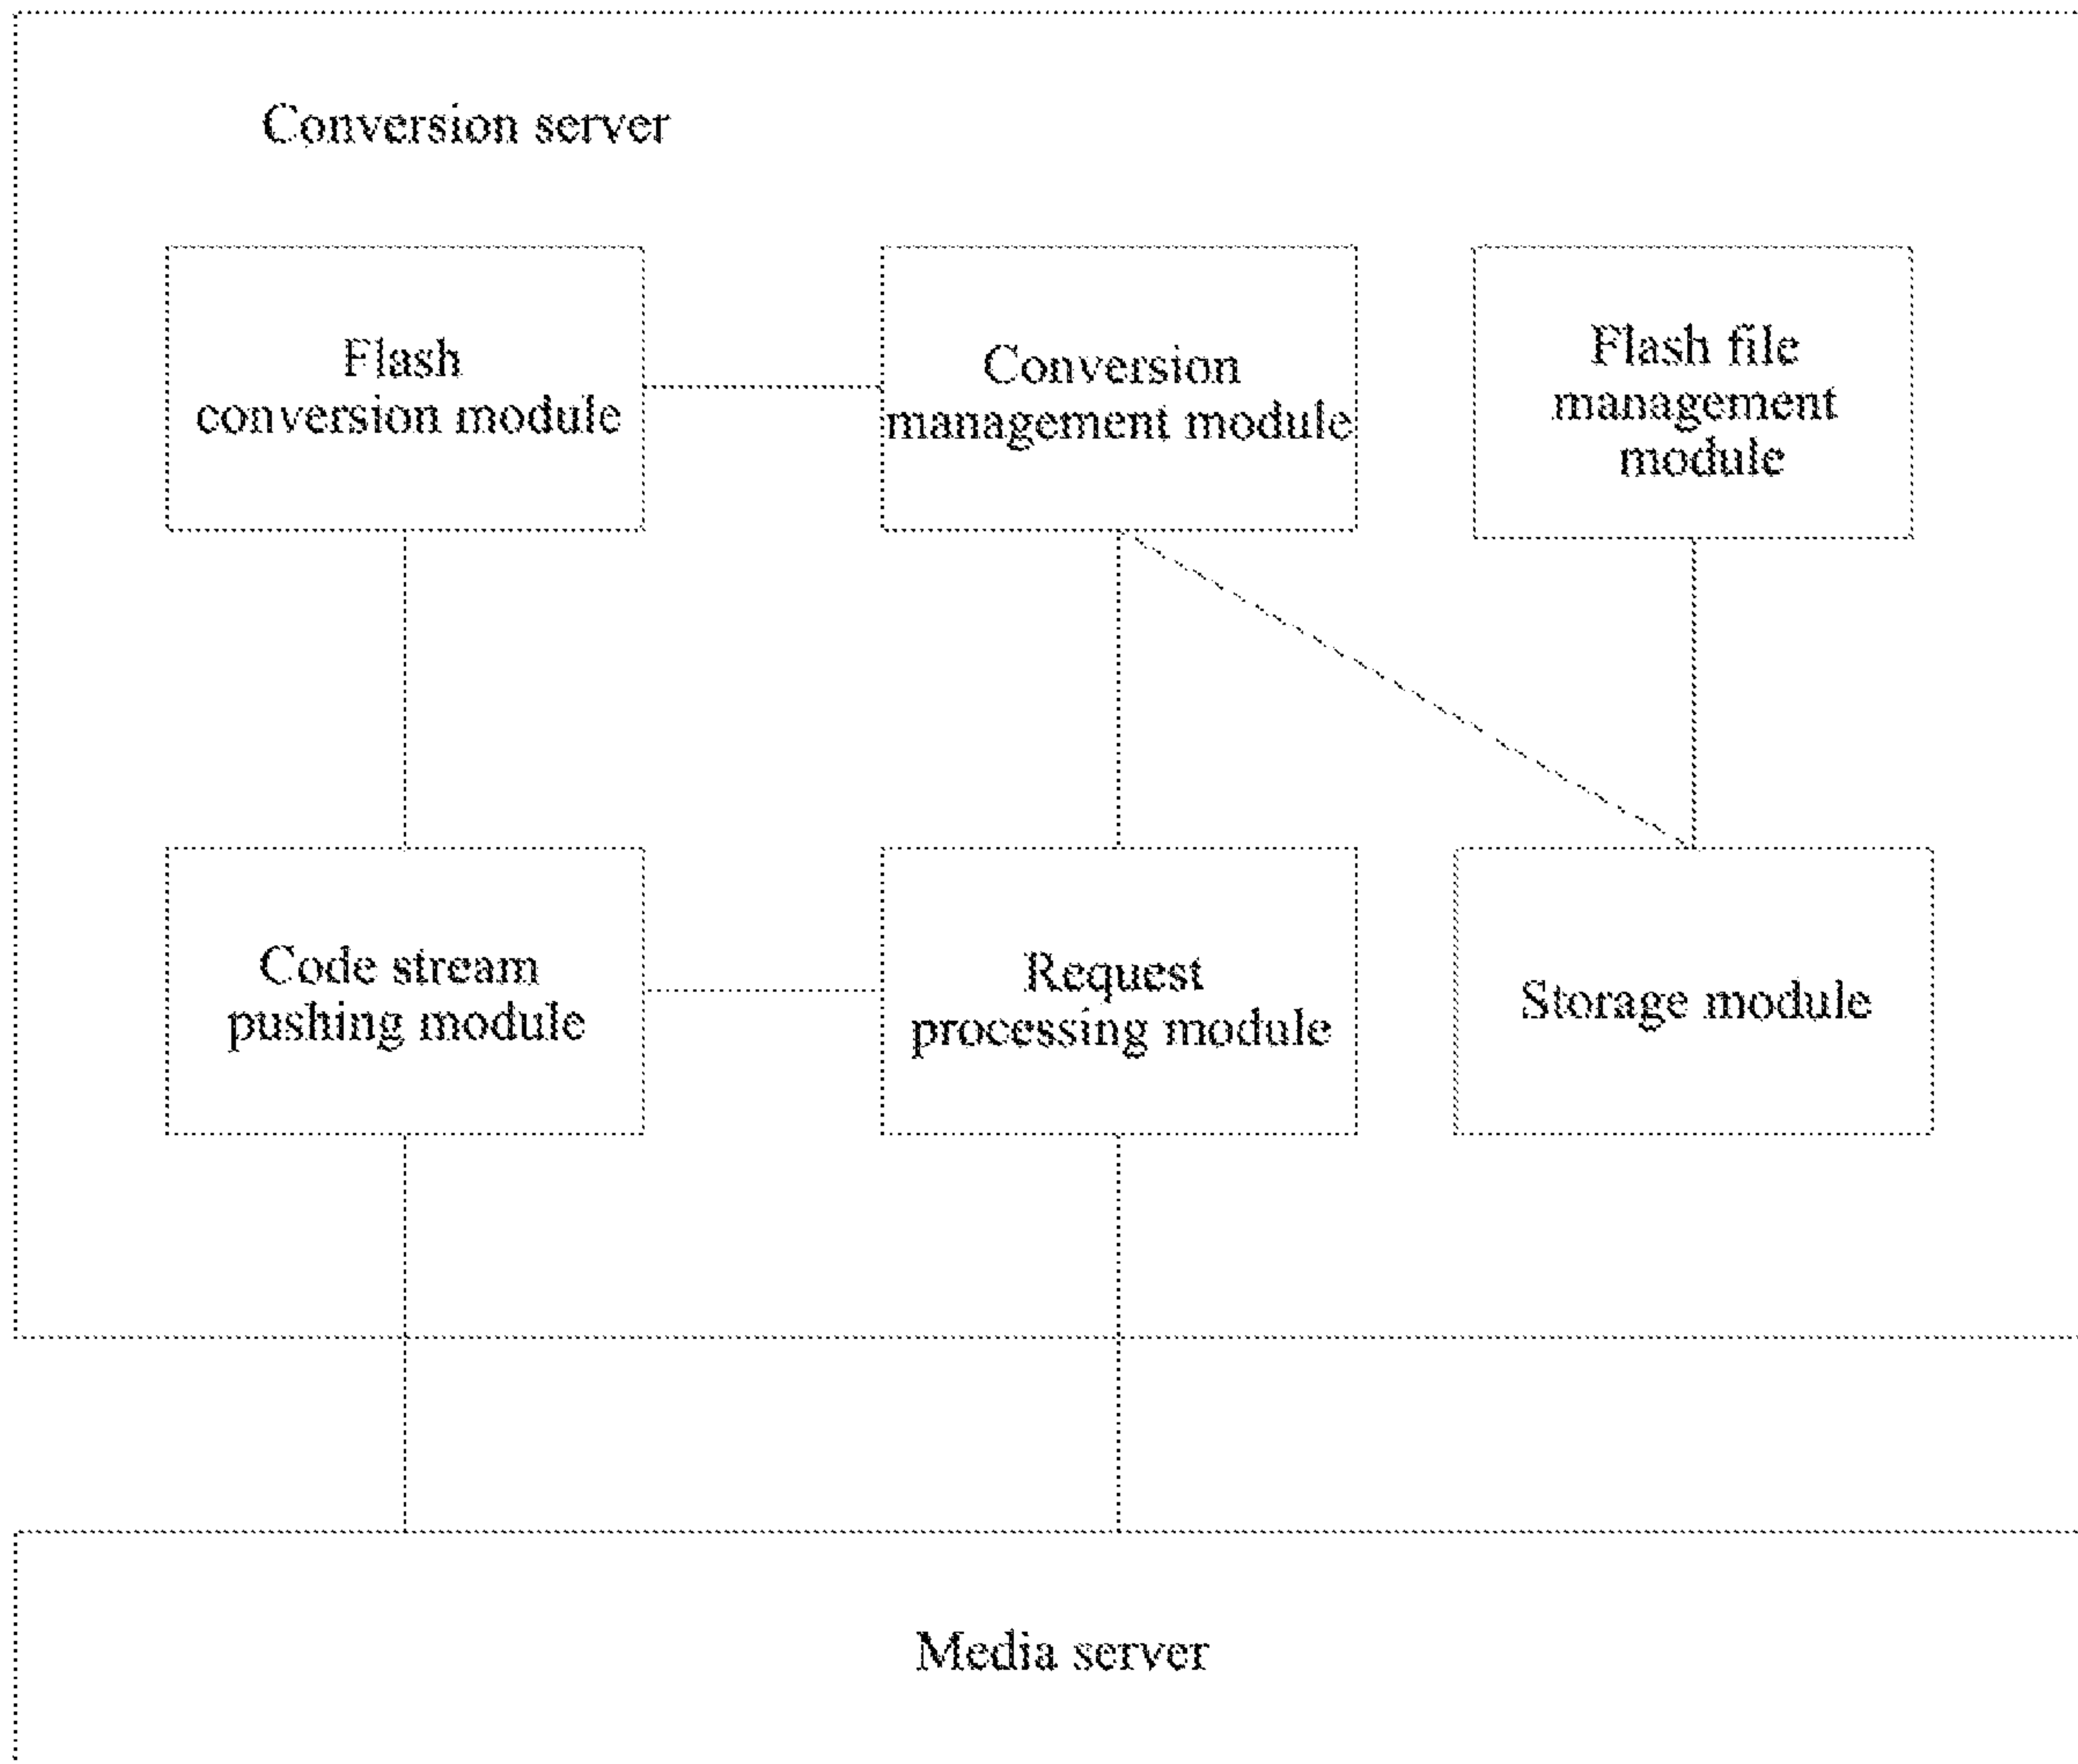 Conversion server
Flash
conversion module
Conversion
management module
Flash file
management
module
Code stream
pushing module
Request
processing module
Storage module
Media server